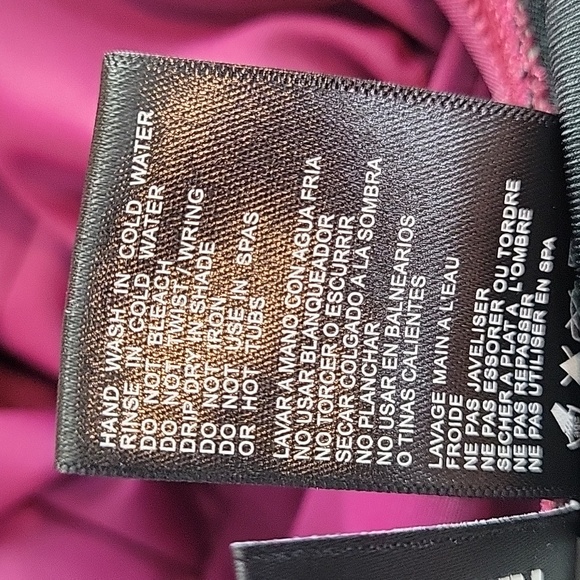 HAND WASH IN COLD WATER
RINSE IN COLD WATER
DO NOT BLEACH
DO NOT TWIST / WRING
DRIP DRY IN SHADE
DO NOT IRON
DO NOT USE IN SPAS
OR HOT TUBS
LAVAR A MANO CON AGUA FRIA
NO USAR BLANQUEADOR
NO TORCER O ESCURRIR
SECAR COLGADO A LA SOMBRA
NO PLANCHAR
NO USAR EN BALNEARIOS
O TINAS CALIENTES
LAVAGE MAIN A L'EAU
FROIDE
NE PAS JAVELISER
NE PAS ESSORER OU TORDRE
SECHER A PLAT A L'OMBRE
NE PAS REPASSER
NE PAS UTILISER EN SPA